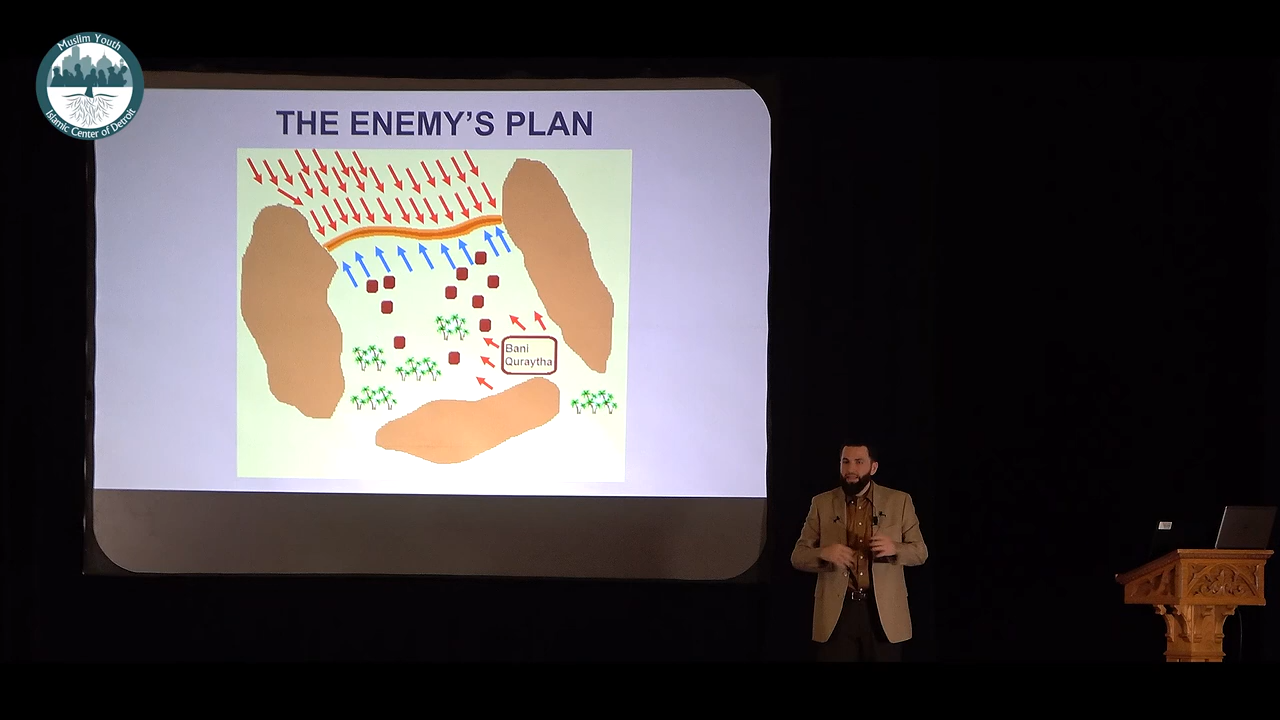 Muslim Youth
Islamic Center of Detroit
THE ENEMY'S PLAN
Bani
Quraytha